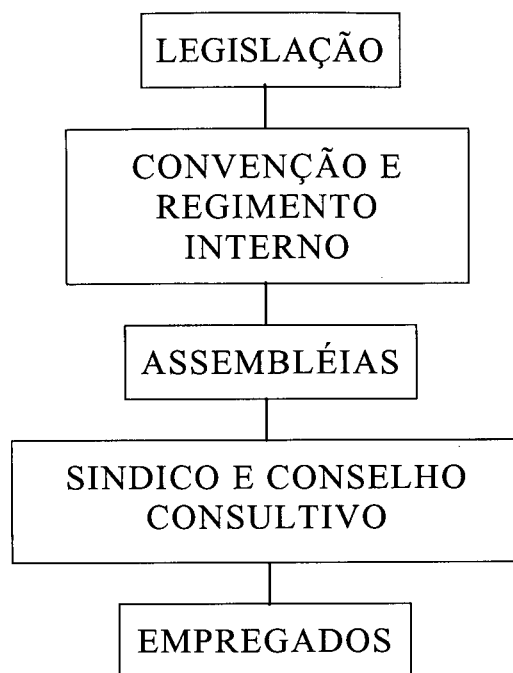 LEGISLAÇÃO
CONVENÇÃO E
REGIMENTO
INTERNO
ASSEMBLÉIAS
SINDICO E CONSELHO
CONSULTIVO
EMPREGADOS